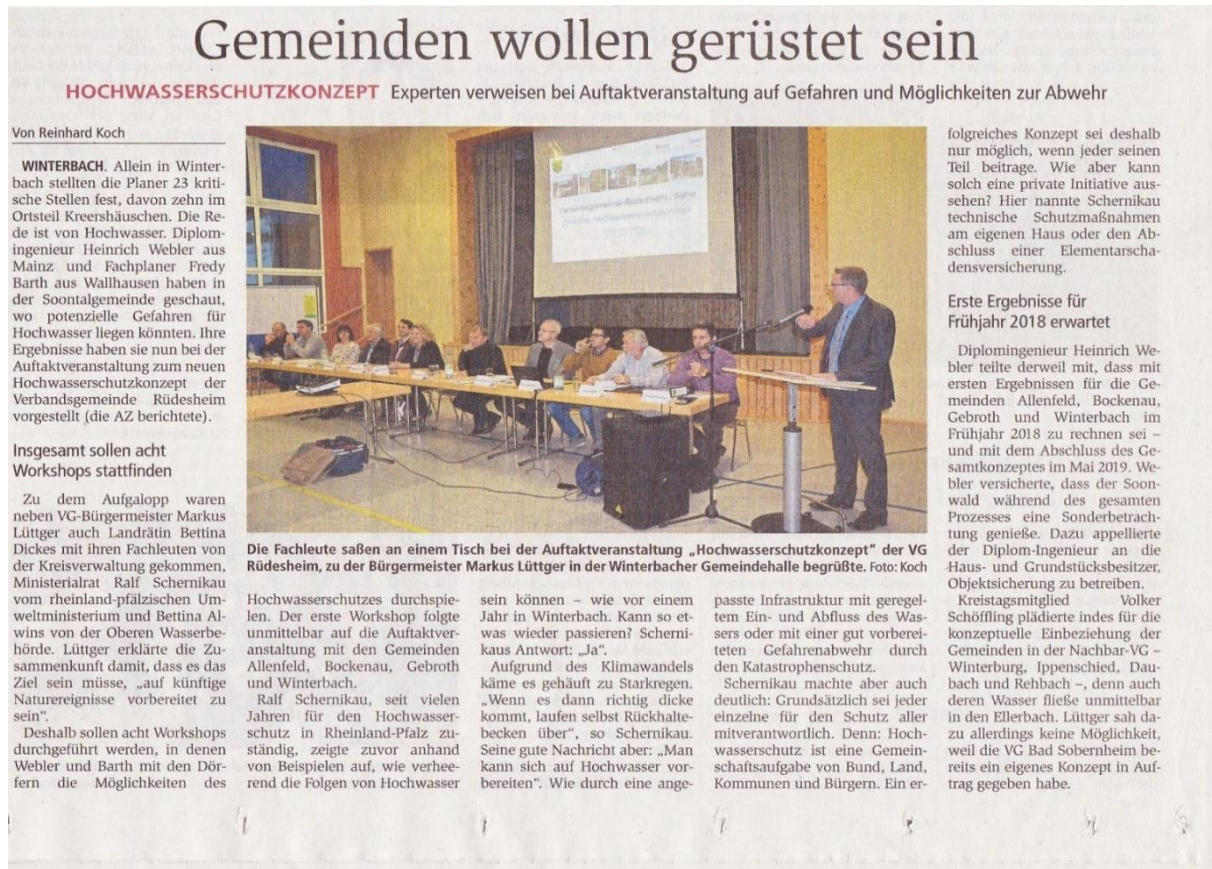 Gemeinden wollen gerüstet sein
HOCHWASSERSCHUTZKONZEPT Experten verweisen bei Auftaktveranstaltung auf Gefahren und Möglichkeiten zur Abwehr
Von Reinhard Koch
WINTERBACH. Allein in Winter-
bach stellten die Planer 23 kriti-
sche Stellen fest, davon zehn im
Ortsteil Kreershäuschen. Die Re-
de ist von Hochwasser. Diplom-
ingenieur Heinrich Webler aus
Mainz und Fachplaner Fredy
Barth aus Wallhausen haben in
der Soontalgemeinde geschaut,
wo potenzielle Gefahren für
Hochwasser liegen könnten. Ihre
Ergebnisse haben sie nun bei der
Auftaktveranstaltung zum neuen
Hochwasserschutzkonzept der
Verbandsgemeinde Rüdesheim
vorgestellt (die AZ berichtete).
Insgesamt sollen acht
Workshops stattfinden
Zu dem Aufgalopp waren
neben VG-Bürgermeister Markus
Lüttger auch Landrätin Bettina
Dickes mit ihren Fachleuten von
der Kreisverwaltung gekommen,
Ministerialrat Ralf Schernikau
vom rheinland-pfälzischen Um-
weltministerium und Bettina Al-
wins von der Oberen Wasserbe-
hörde. Lüttger erklärte die Zu-
sammenkunft damit, dass es das
Ziel sein müsse, „auf künftige
Naturereignisse vorbereitet zu
sein“.
Deshalb sollen acht Workshops
durchgeführt werden, in denen
Webler und Barth mit den Dör-
fern die Möglichkeiten des
Verbandsgemeinde Rüdesheim / Nahe
Die Fachleute saßen an einem Tisch bei der Auftaktveranstaltung „Hochwasserschutzkonzept“ der VG
Rüdesheim, zu der Bürgermeister Markus Lüttger in der Winterbacher Gemeindehalle begrüßte. Foto: Koch
Hochwasserschutzes durchspie-
len. Der erste Workshop folgte
unmittelbar auf die Auftaktver-
anstaltung mit den Gemeinden
Allenfeld, Bockenau, Gebroth
und Winterbach.
Ralf Schernikau, seit vielen
Jahren für den Hochwasser-
schutz in Rheinland-Pfalz zu-
ständig, zeigte zuvor anhand
von Beispielen auf, wie verhee-
rend die Folgen von Hochwasser
sein können – wie vor einem
Jahr in Winterbach. Kann so et-
was wieder passieren? Scherni-
kaus Antwort: „Ja“.
Aufgrund des Klimawandels
käme es gehäuft zu Starkregen.
„Wenn es dann richtig dicke
kommt, laufen selbst Rückhalte-
becken über“, so Schernikau.
Seine gute Nachricht aber: „Man
kann sich auf Hochwasser vor-
bereiten“. Wie durch eine ange-
passte Infrastruktur mit geregel-
tem Ein- und Abfluss des Was-
sers oder mit einer gut vorberei-
teten Gefahrenabwehr durch
den Katastrophenschutz.
Schernikau machte aber auch
deutlich: Grundsätzlich sei jeder
einzelne für den Schutz aller
mitverantwortlich. Denn: Hoch-
wasserschutz ist eine Gemein-
schaftsaufgabe von Bund, Land,
Kommunen und Bürgern. Ein er-
folgreiches Konzept sei deshalb
nur möglich, wenn jeder seinen
Teil beitrage. Wie aber kann
solch eine private Initiative aus-
sehen? Hier nannte Schernikau
technische Schutzmaßnahmen
am eigenen Haus oder den Ab-
schluss einer Elementarscha-
densversicherung.
Erste Ergebnisse für
Frühjahr 2018 erwartet
Diplomingenieur Heinrich We-
bler teilte derweil mit, dass mit
ersten Ergebnissen für die Ge-
meinden Allenfeld, Bockenau,
Gebroth und Winterbach im
Frühjahr 2018 zu rechnen sei –
und mit dem Abschluss des Ge-
samtkonzeptes im Mai 2019. We-
bler versicherte, dass der Soon-
wald während des gesamten
Prozesses eine Sonderbetrach-
tung genieße. Dazu appellierte
der Diplom-Ingenieur an die
Haus- und Grundstücksbesitzer,
Objektsicherung zu betreiben.
Kreistagsmitglied Volker
Schöffling plädierte indes für die
konzeptuelle Einbeziehung der
Gemeinden in der Nachbar-VG –
Winterburg, Ippenschied, Dau-
bach und Rehbach –, denn auch
deren Wasser fließe unmittelbar
in den Ellerbach. Lüttger sah da-
zu allerdings keine Möglichkeit,
weil die VG Bad Sobernheim be-
reits ein eigenes Konzept in Auf-
trag gegeben habe.